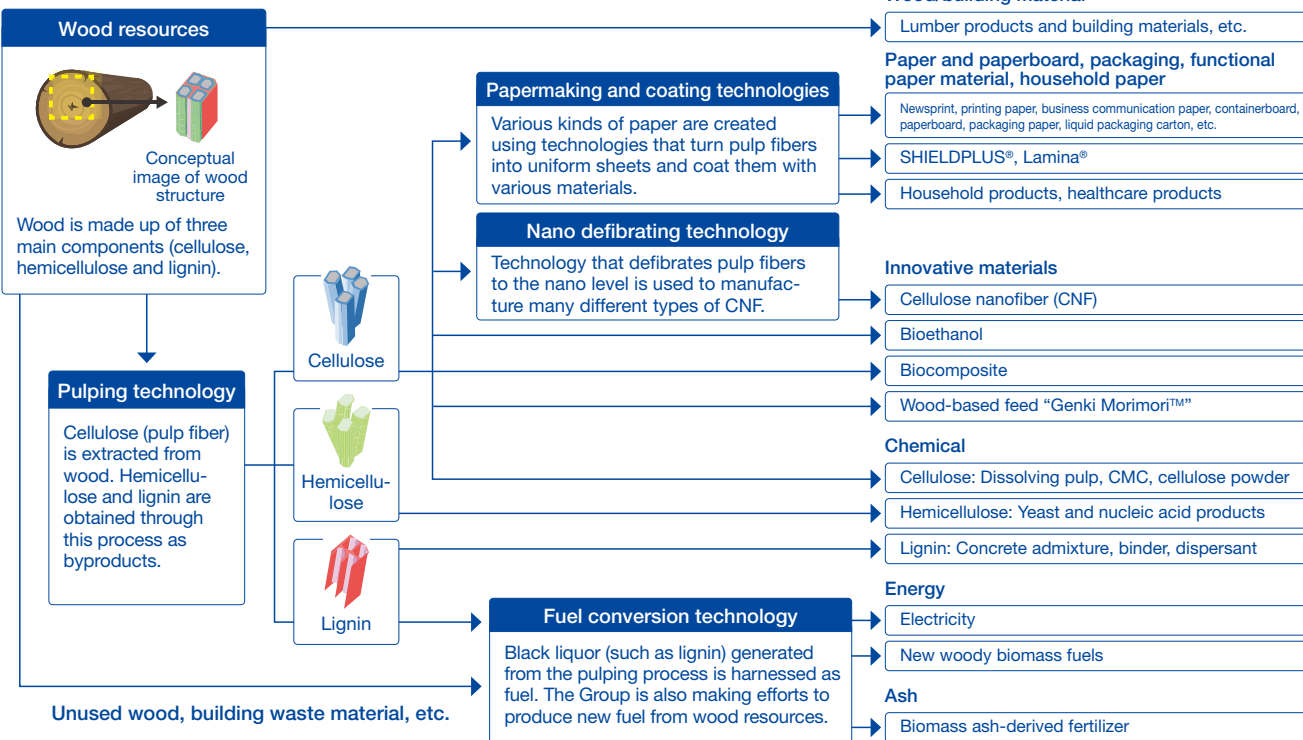 Wood resources
Conceptual
image of wood
structure
Wood is made up of three
main components (cellulose,
hemicellulose and lignin).
Pulping technology
Cellulose (pulp fiber)
is extracted from
wood. Hemicellu-
lose and lignin are
obtained through
this process as
byproducts.
Cellulose
Hemicellu-
lose
Lignin
Unused wood, building waste material, etc.
Papermaking and coating technologies
Various kinds of paper are created
using technologies that turn pulp fibers
into uniform sheets and coat them with
various materials.
Nano defibrating technology
Technology that defibrates pulp fibers
to the nano level is used to manufac-
ture many different types of CNF.
Fuel conversion technology
Black liquor (such as lignin) generated
from the pulping process is harnessed as
fuel. The Group is also making efforts to
produce new fuel from wood resources.
Wood/building material
Lumber products and building materials, etc.
Paper and paperboard, packaging, functional
paper material, household paper
Newsprint, printing paper, business communication paper, containerboard,
paperboard, packaging paper, liquid packaging carton, etc.
SHIELDPLUS®, Lamina®
Household products, healthcare products
Innovative materials
Cellulose nanofiber (CNF)
Bioethanol
Biocomposite
Wood-based feed “Genki Morimori™”
Chemical
Cellulose: Dissolving pulp, CMC, cellulose powder
Hemicellulose: Yeast and nucleic acid products
Lignin: Concrete admixture, binder, dispersant
Energy
Electricity
New woody biomass fuels
Ash
Biomass ash-derived fertilizer